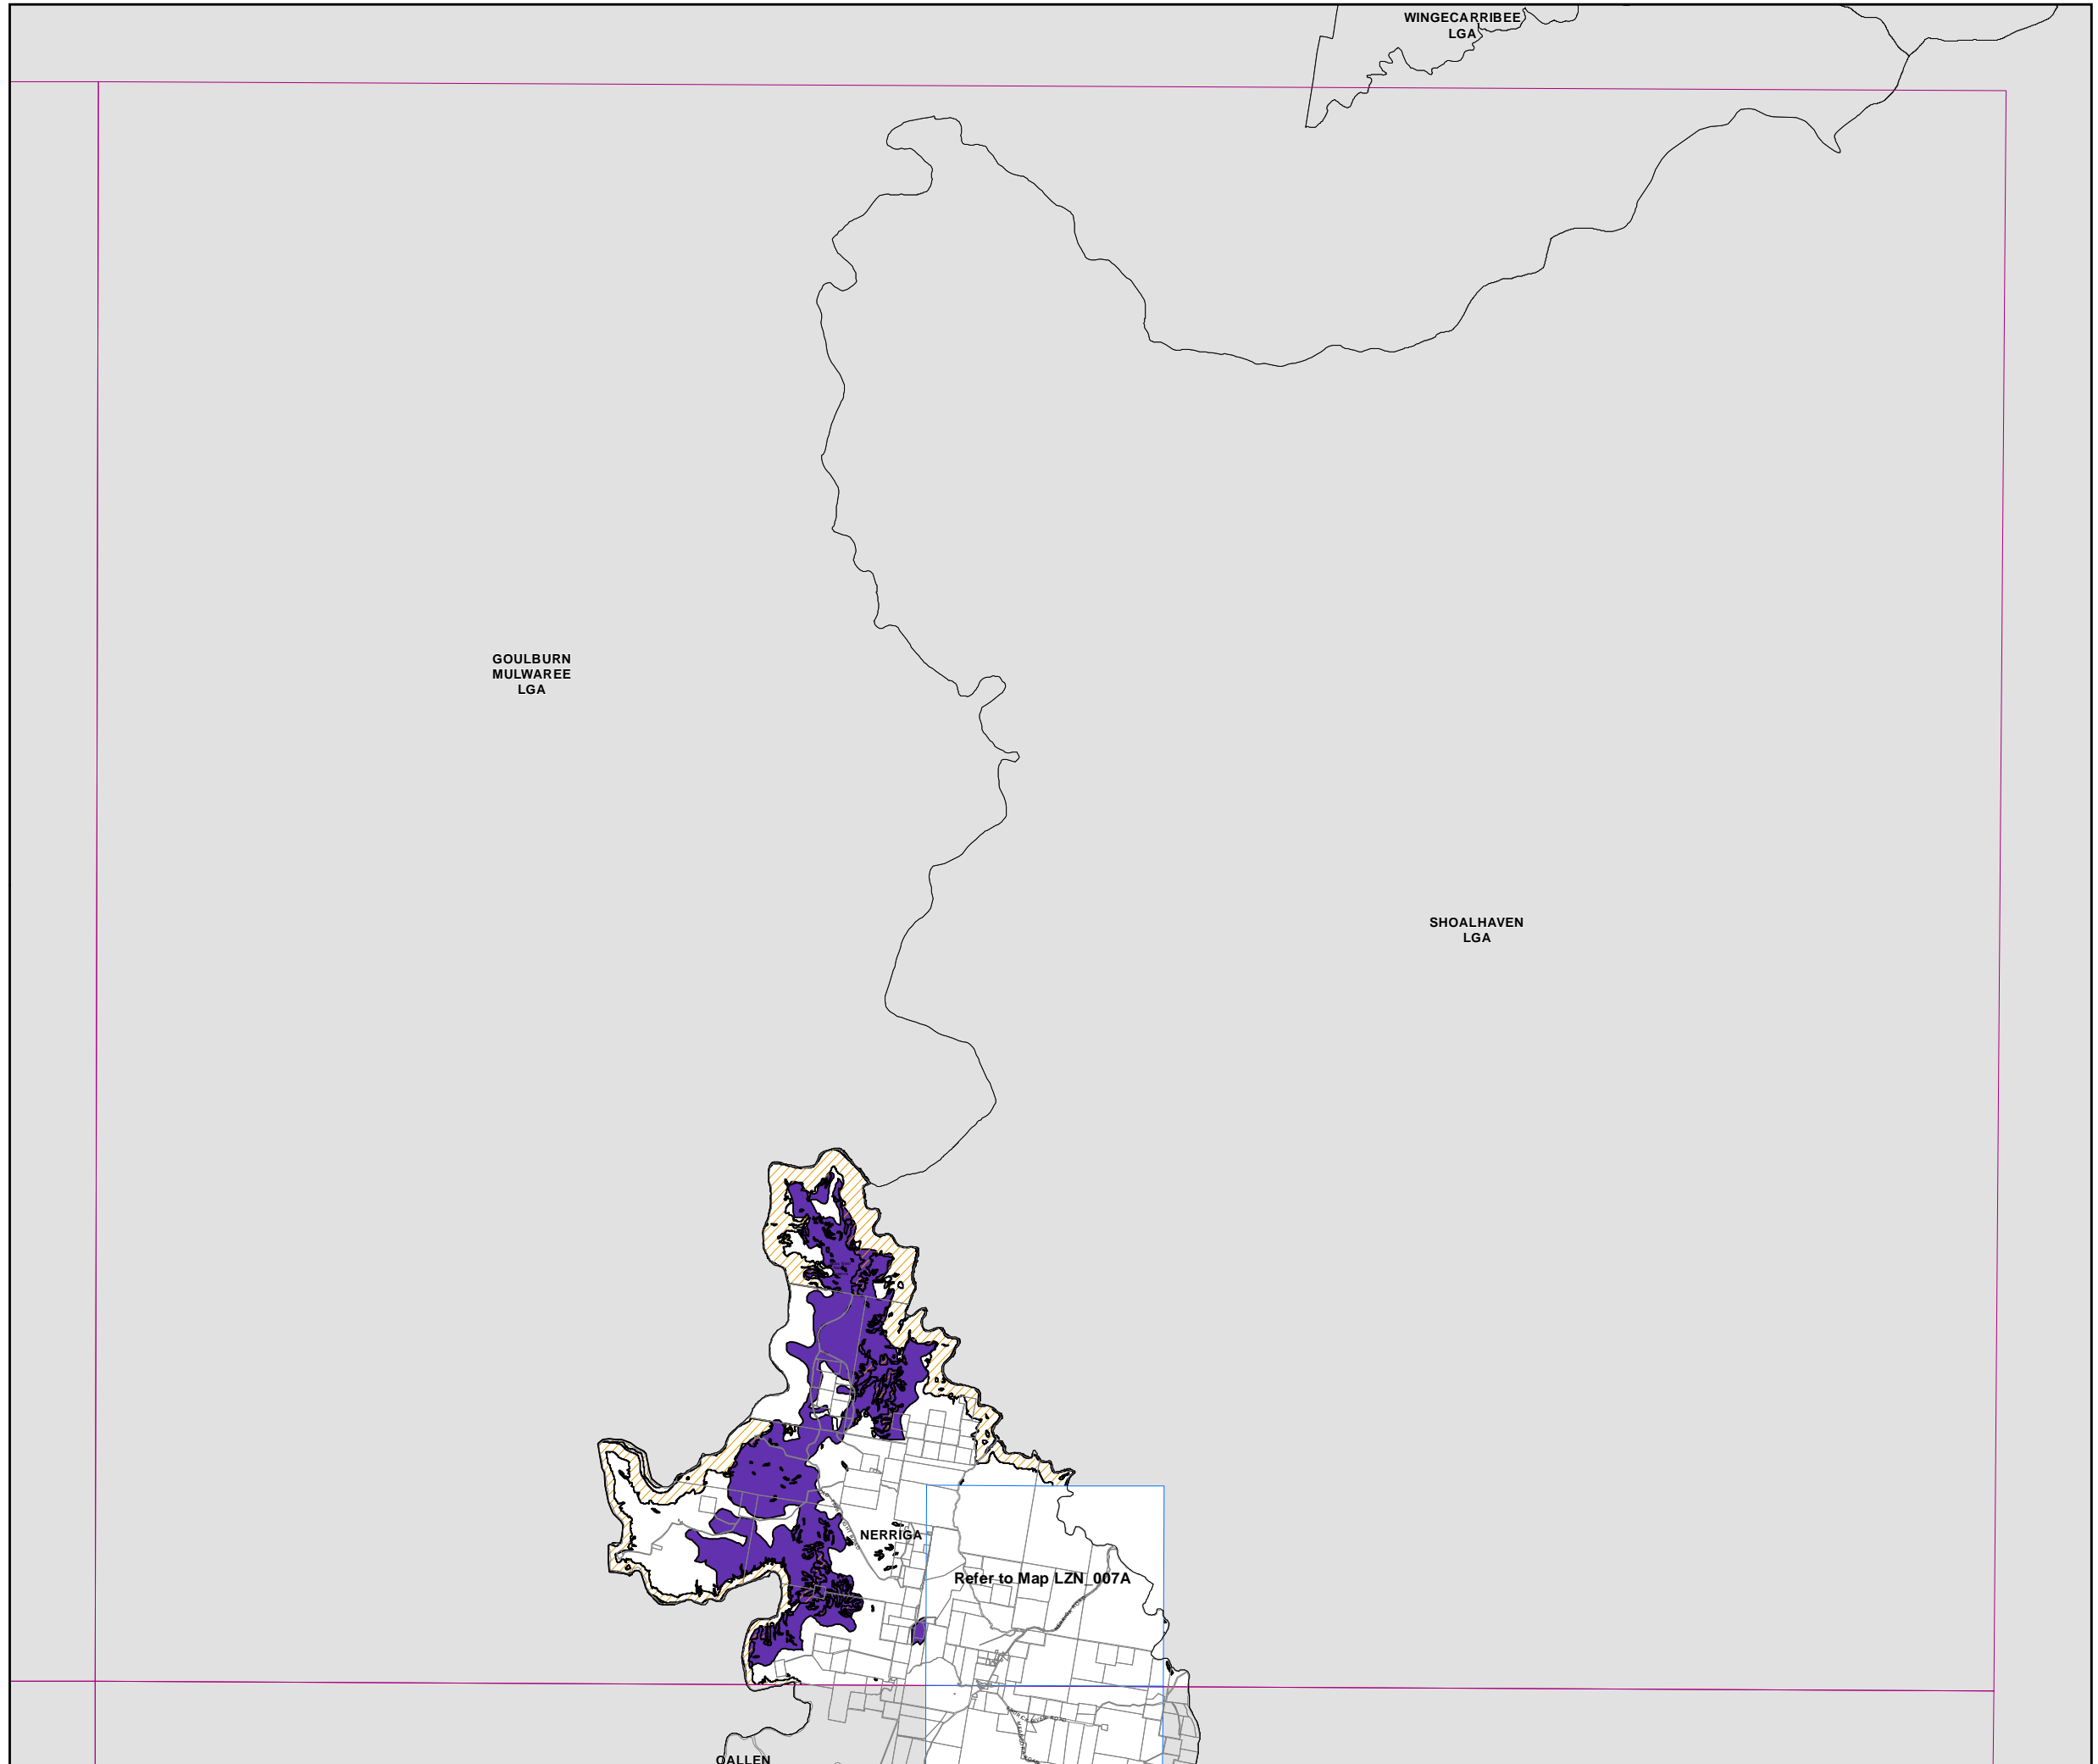 WINGECARRIBEE
LGA
GOULBURN
MULWAREE
LGA
SHOALHAVEN
LGA
NERRIGA
Refer to Map LZN_007A
OALLEN